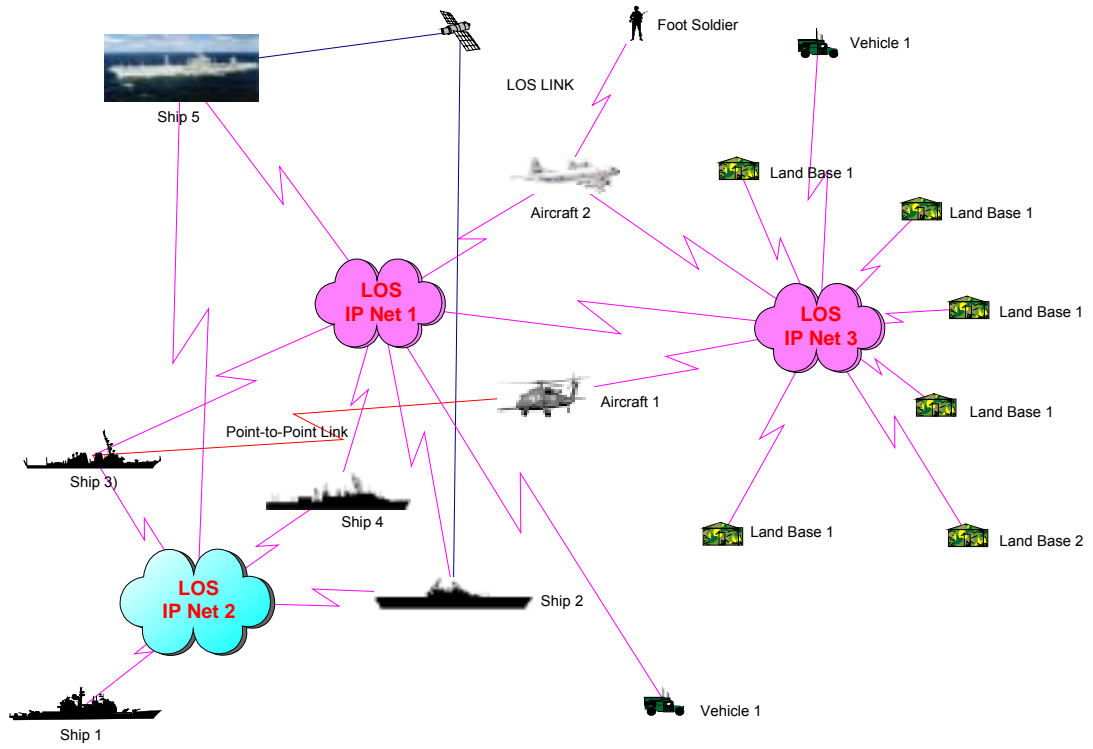 Foot Soldier
Vehicle 1
LOS LINK
Ship 5
Land Base 1
Aircraft 2
Land Base 1
LOS
IP Net 1
LOS
IP Net 3
Land Base 1
Aircraft 1
Land Base 1
Point-to-Point Link
Ship 3)
Ship 4
Land Base 1
Land Base 2
LOS
IP Net 2
Ship 2
Vehicle 1
Ship 1